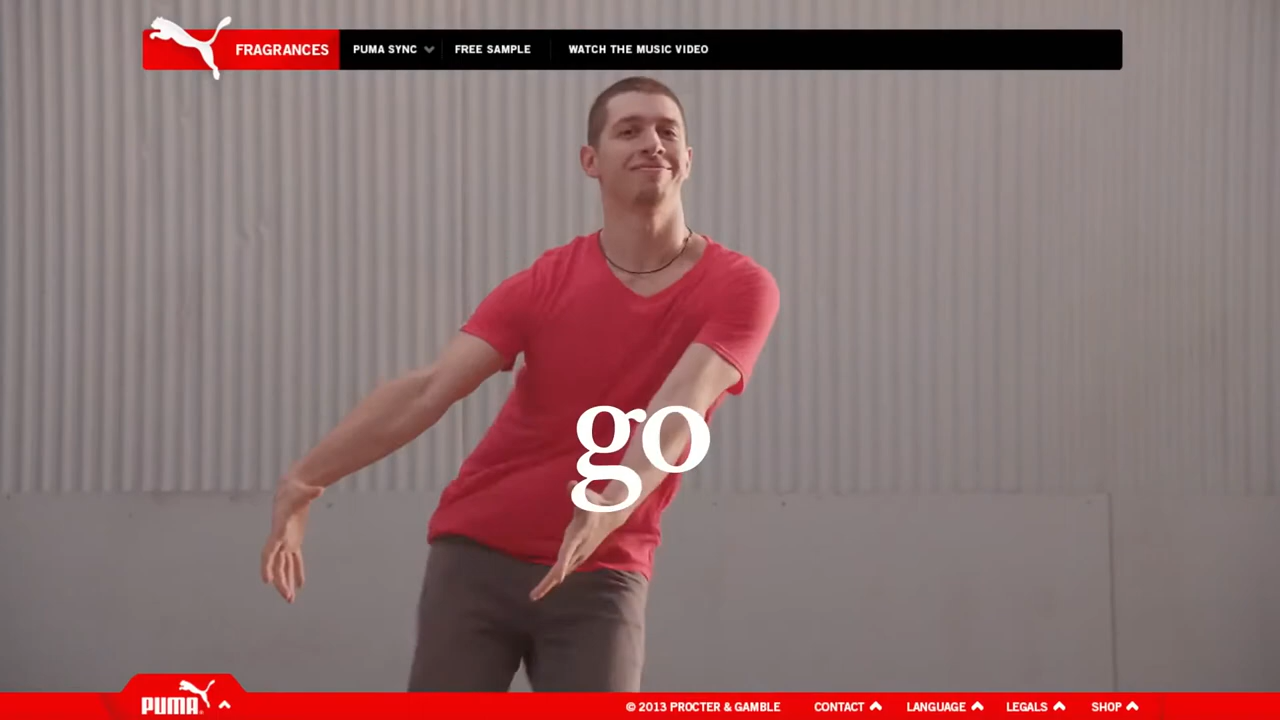 FRAGRANCES PUMA SYNC FREE SAMPLE WATCH THE MUSIC VIDEO
go
PUMA © 2013 PROCTER & GAMBLE CONTACT LANGUAGE LEGALS SHOP